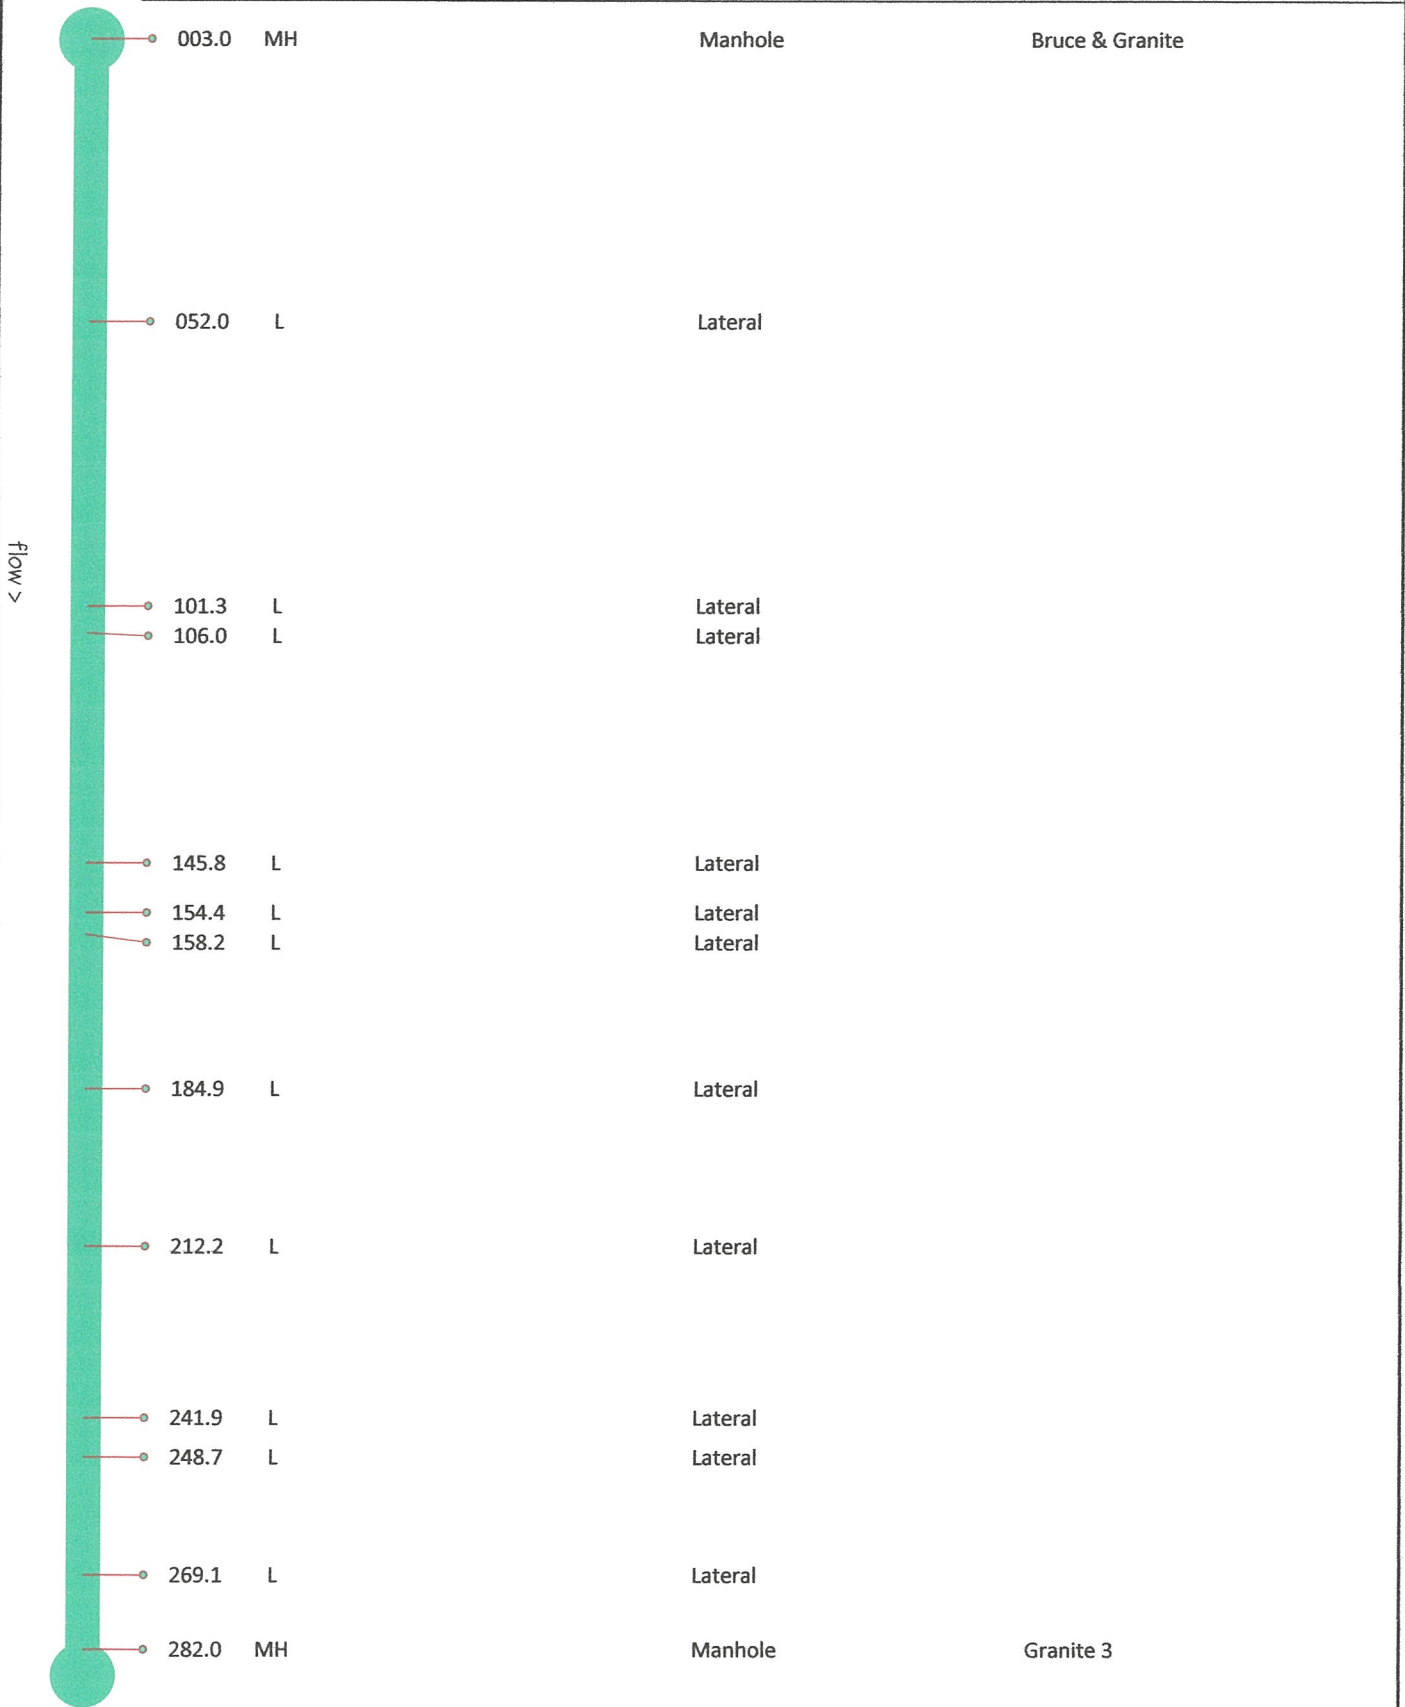 003.0 MH Manhole Bruce & Granite
052.0 L Lateral
flow >
101.3 L Lateral
106.0 L Lateral
145.8 L Lateral
154.4 L Lateral
158.2 L Lateral
184.9 L Lateral
212.2 L Lateral
241.9 L Lateral
248.7 L Lateral
269.1 L Lateral
282.0 MH Manhole Granite 3